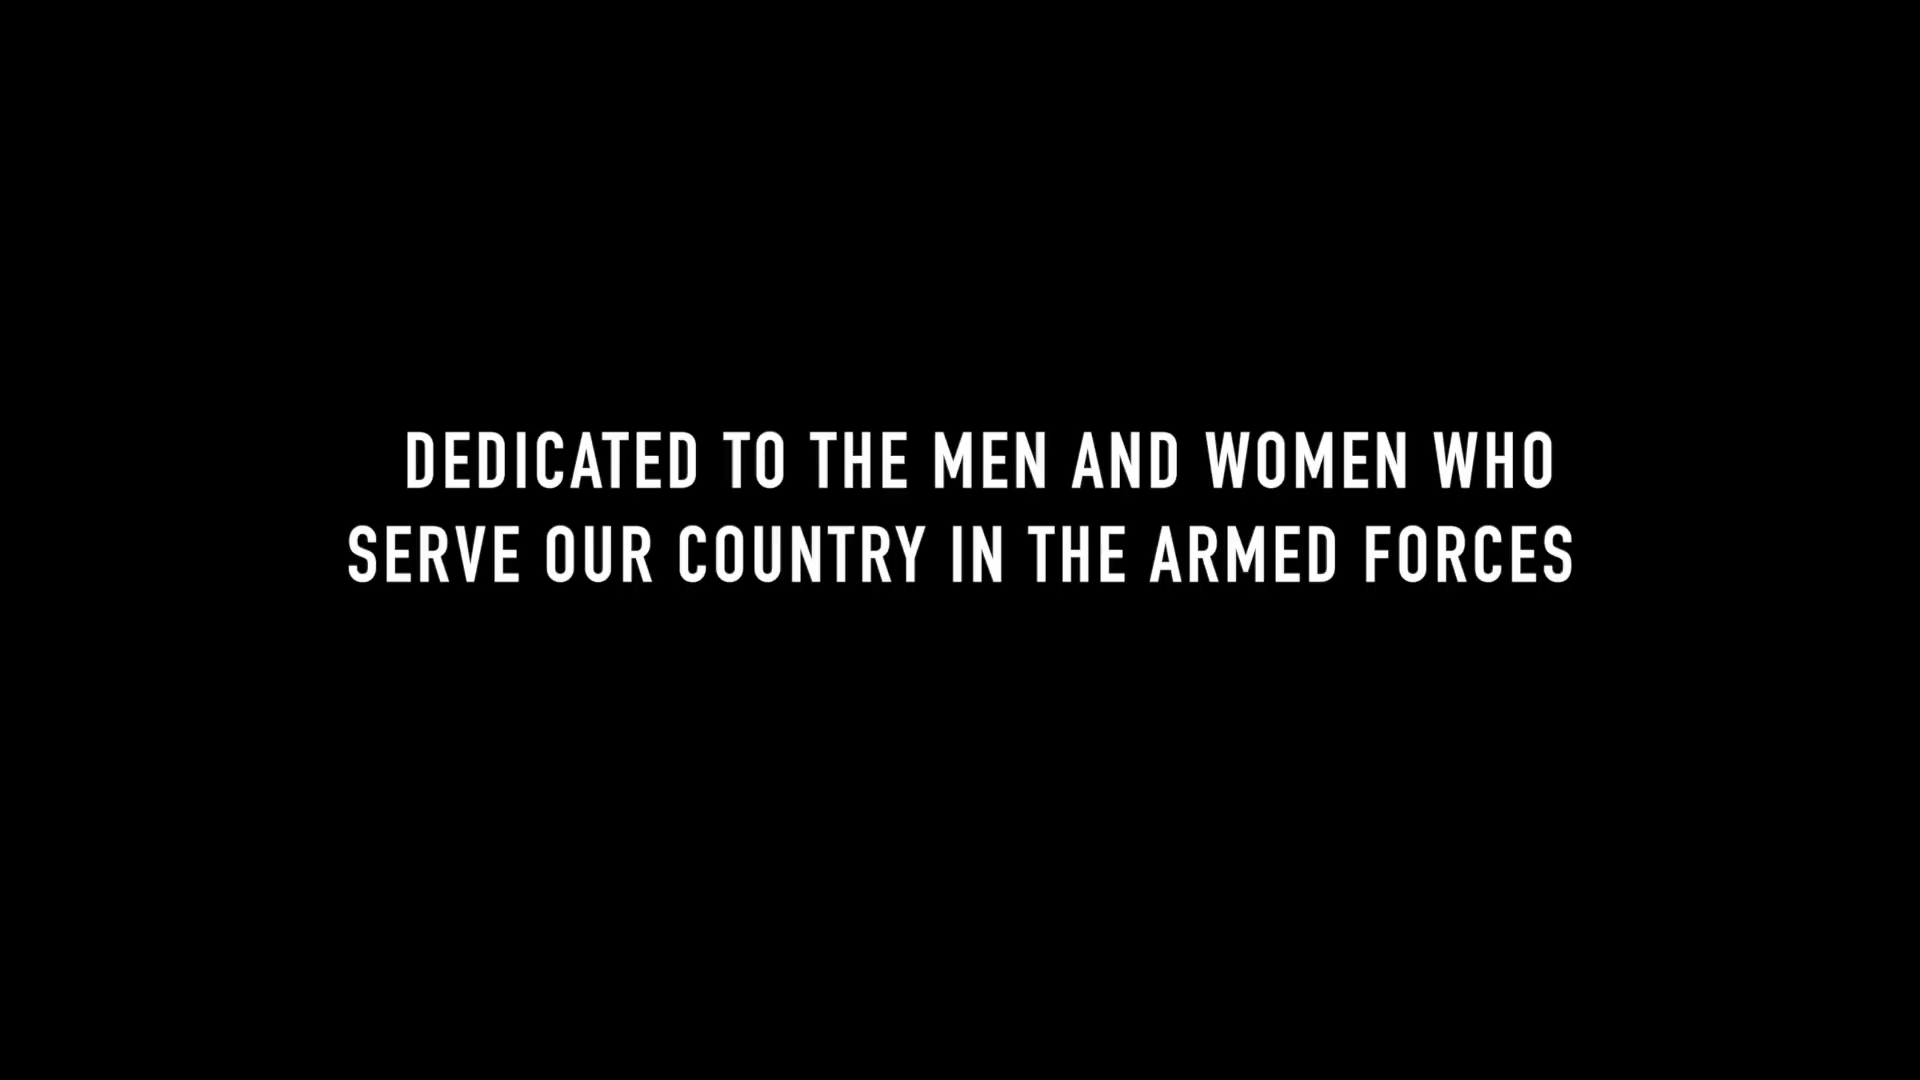 DEDICATED TO THE MEN AND WOMEN WHO
SERVE OUR COUNTRY IN THE ARMED FORCES